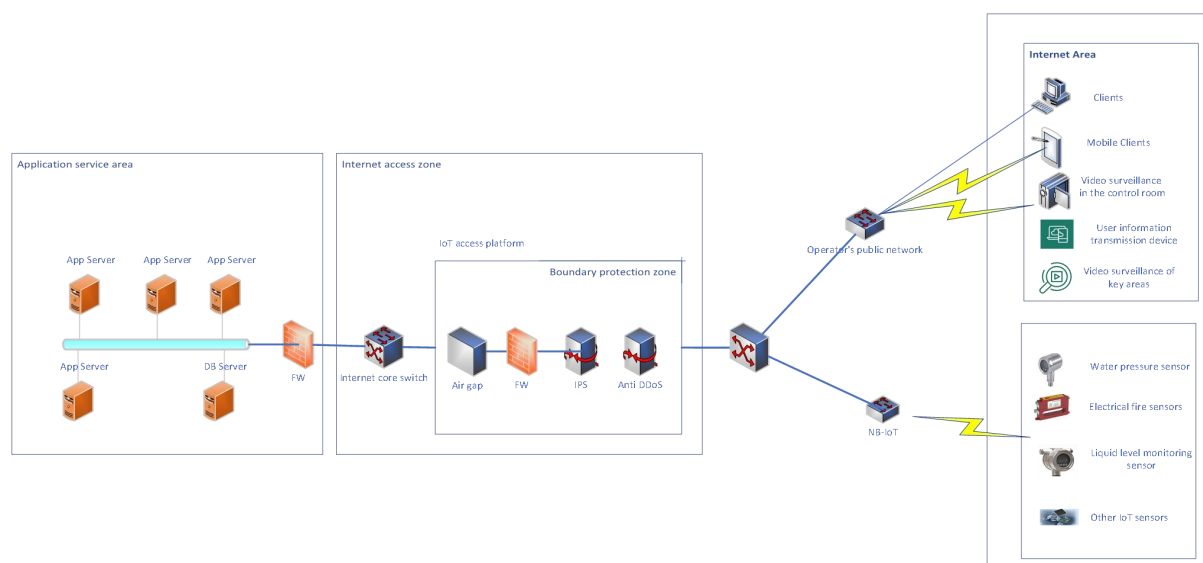 Application service area
App Server
App Server
App Server
App Server
DB Server
FW
Internet access zone
IoT access platform
Boundary protection zone
Internet core switch
Air gap
FW
IPS
Anti DDoS
Operator's public network
NB-IoT
Internet Area
Clients
Mobile Clients
Video surveillance
in the control room
User information
transmission device
Video surveillance of
key areas
Water pressure sensor
Electrical fire sensors
Liquid level monitoring
sensor
Other IoT sensors